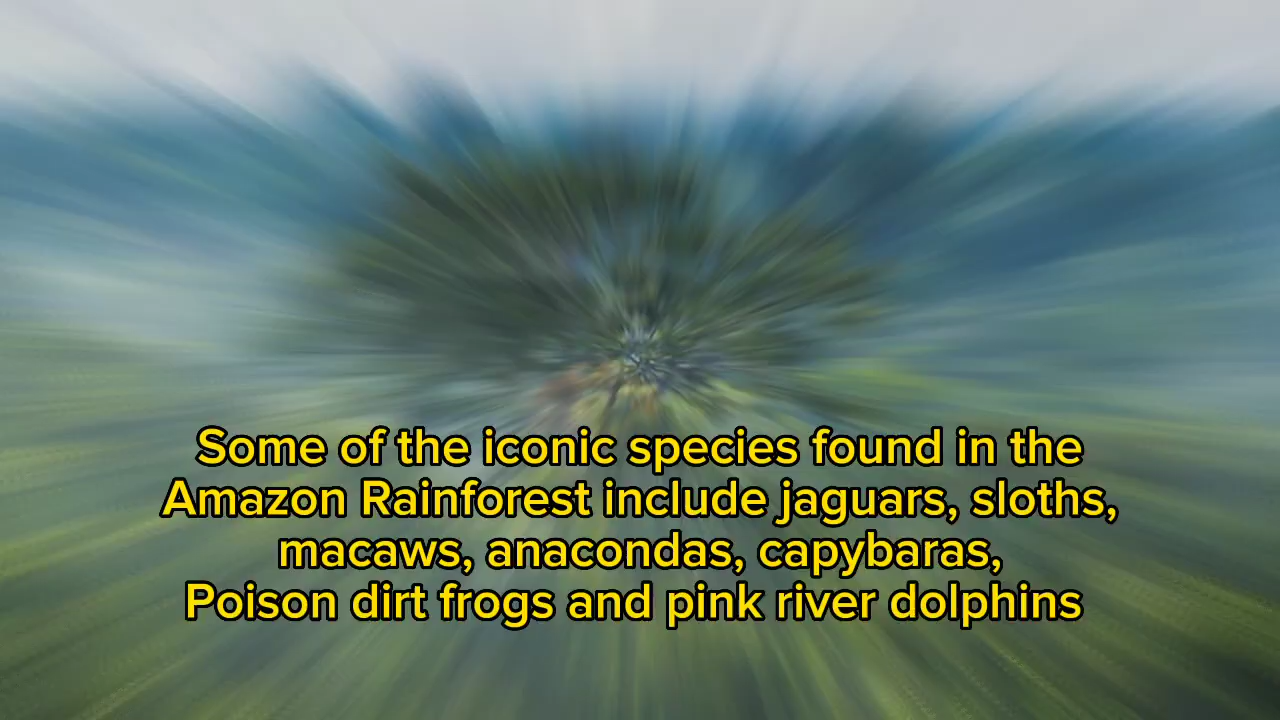 Some of the iconic species found in the
Amazon Rainforest include jaguars, sloths,
macaws, anacondas, capybaras,
Poison dirt frogs and pink river dolphins